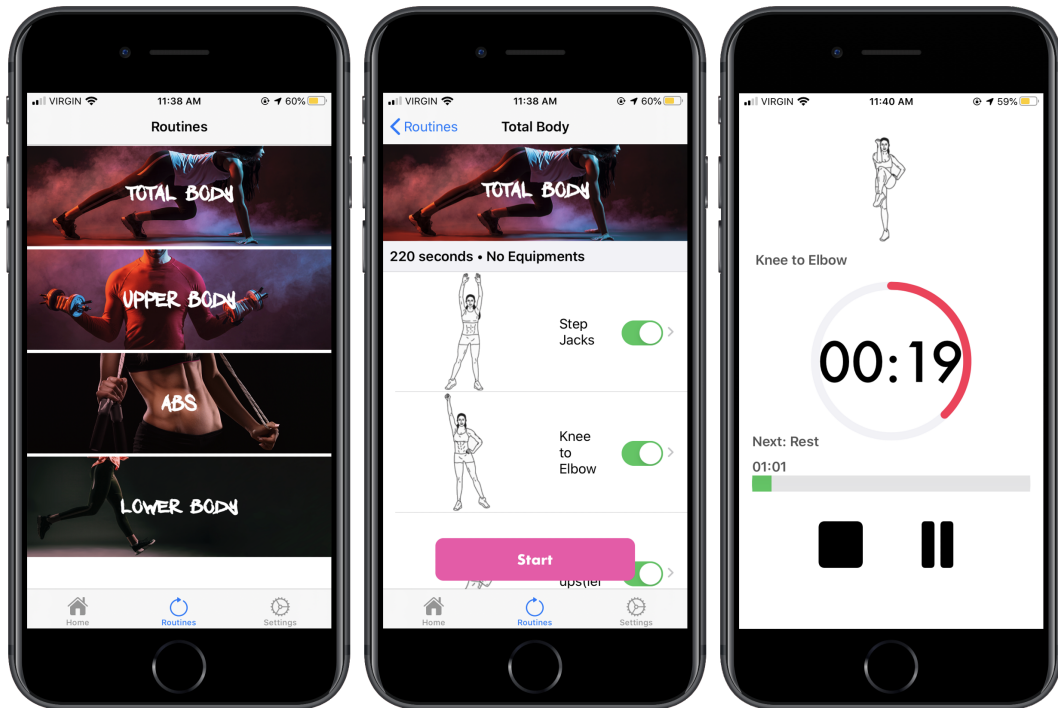 VIRGIN
11:38 AM
60%
Routines
TOTAL BODY
UPPER BODY
ABS
LOWER BODY
Home
Routines
Settings
VIRGIN
11:38 AM
60%
Routines
Total Body
TOTAL BODY
220 seconds • No Equipments
Step
Jacks
Knee
to
Elbow
Start
Home
Routines
Settings
VIRGIN
11:40 AM
59%
Knee to Elbow
00:19
Next: Rest
01:01